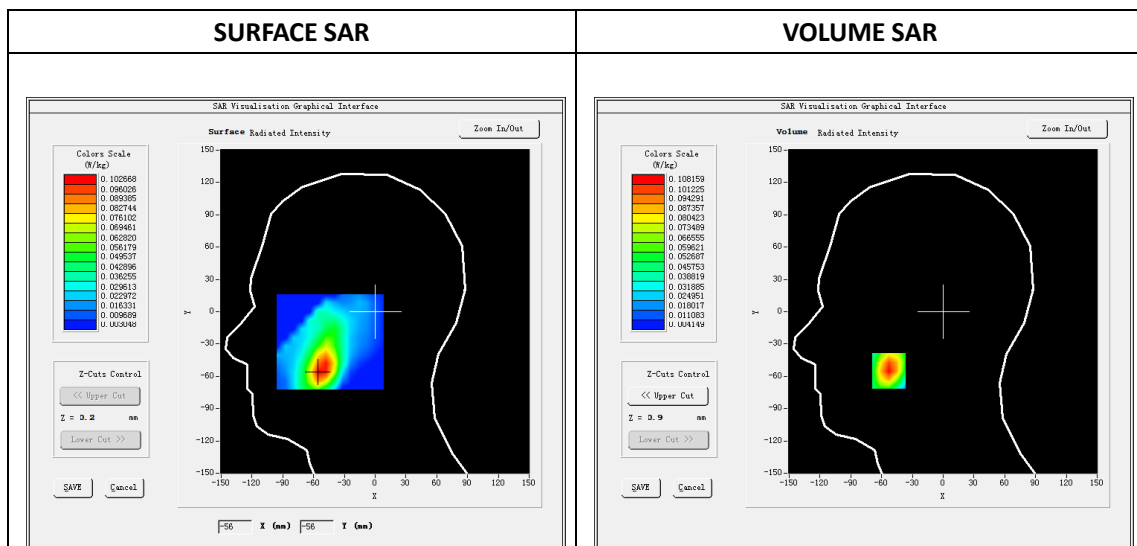 SURFACE SAR
VOLUME SAR
SAR Visualisation Graphical Interface
Surface Radiated Intensity
Zoom In/Out
Colors Scale
(W/kg)
0.102668
0.096026
0.089385
0.082744
0.076102
0.069461
0.062820
0.056179
0.049537
0.042896
0.036255
0.029613
0.022972
0.016331
0.009689
0.003048
150
120
90
60
30
0
-30
-60
-90
-120
-150
Y
-150 -120 -90 -60 -30 0 30 60 90 120 150
X
Z-Cuts Control
<< Upper Cut
Z = 0.2 mm
Lower Cut >>
SAVE Cancel
-56 X (mm) -56 Y (mm)
SAR Visualisation Graphical Interface
Volume Radiated Intensity
Zoom In/Out
Colors Scale
(W/kg)
0.108159
0.101225
0.094291
0.087357
0.080423
0.073489
0.066555
0.059621
0.052687
0.045753
0.038819
0.031885
0.024951
0.018017
0.011083
0.004149
150
120
90
60
30
0
-30
-60
-90
-120
-150
Y
-150 -120 -90 -60 -30 0 30 60 90 120 150
X
Z-Cuts Control
<< Upper Cut
Z = 3.9 mm
Lower Cut >>
SAVE Cancel